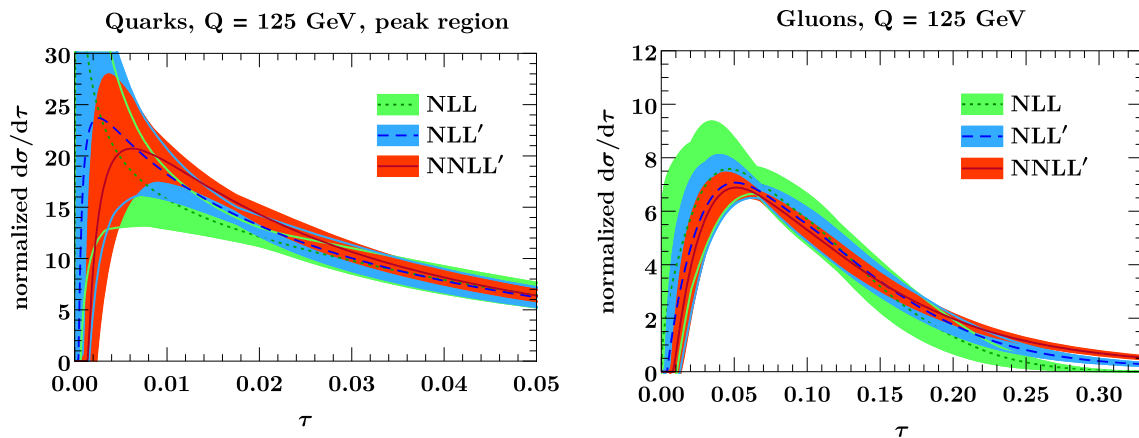 Quarks, Q = 125 GeV, peak region
normalized dσ/dτ
30
25
20
15
10
5
0
NLL
NLL′
NNLL′
0.00 0.01 0.02 0.03 0.04 0.05
τ
Gluons, Q = 125 GeV
normalized dσ/dτ
12
10
8
6
4
2
0
NLL
NLL′
NNLL′
0.00 0.05 0.10 0.15 0.20 0.25 0.30
τ